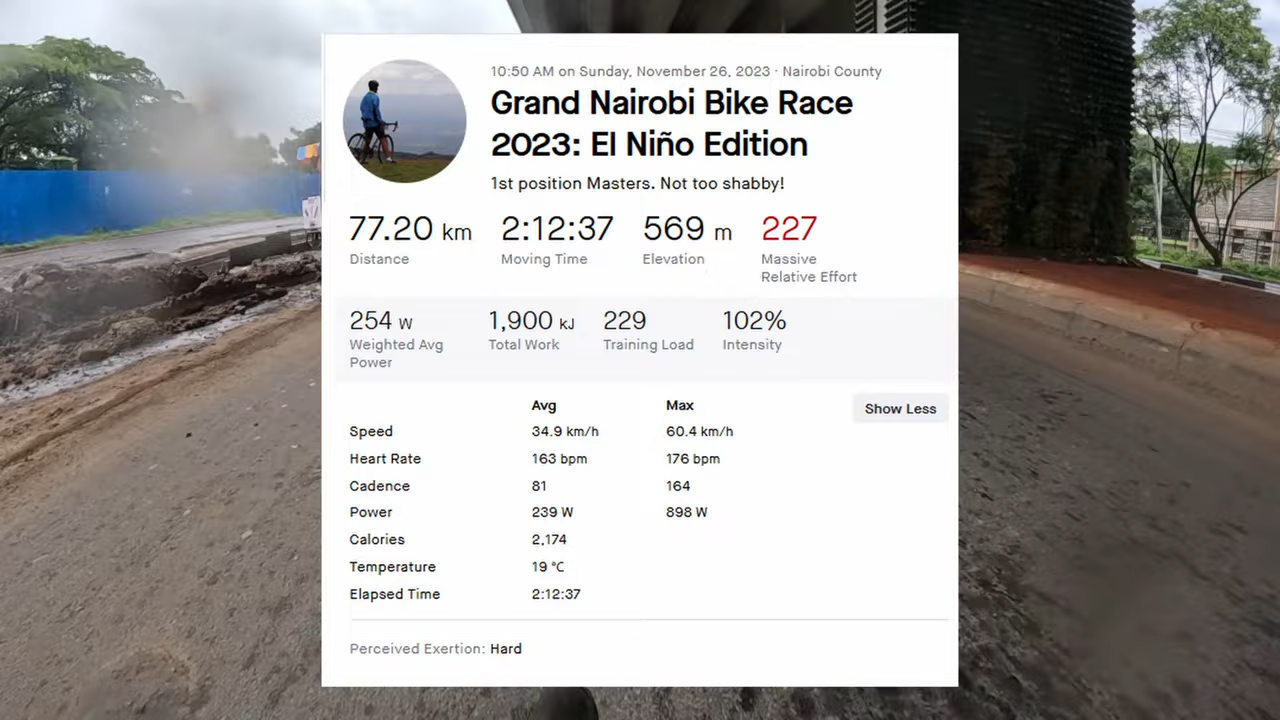 10:50 AM on Sunday, November 26, 2023 · Nairobi County
Grand Nairobi Bike Race
2023: El Niño Edition
1st position Masters. Not too shabby!
77.20 km 2:12:37 569 m 227
Distance Moving Time Elevation Massive
Relative Effort
254 W 1,900 kJ 229 102%
Weighted Avg Total Work Training Load Intensity
Power
Avg Max Show Less
Speed 34.9 km/h 60.4 km/h
Heart Rate 163 bpm 176 bpm
Cadence 81 164
Power 239 W 898 W
Calories 2,174
Temperature 19 °C
Elapsed Time 2:12:37
Perceived Exertion: Hard